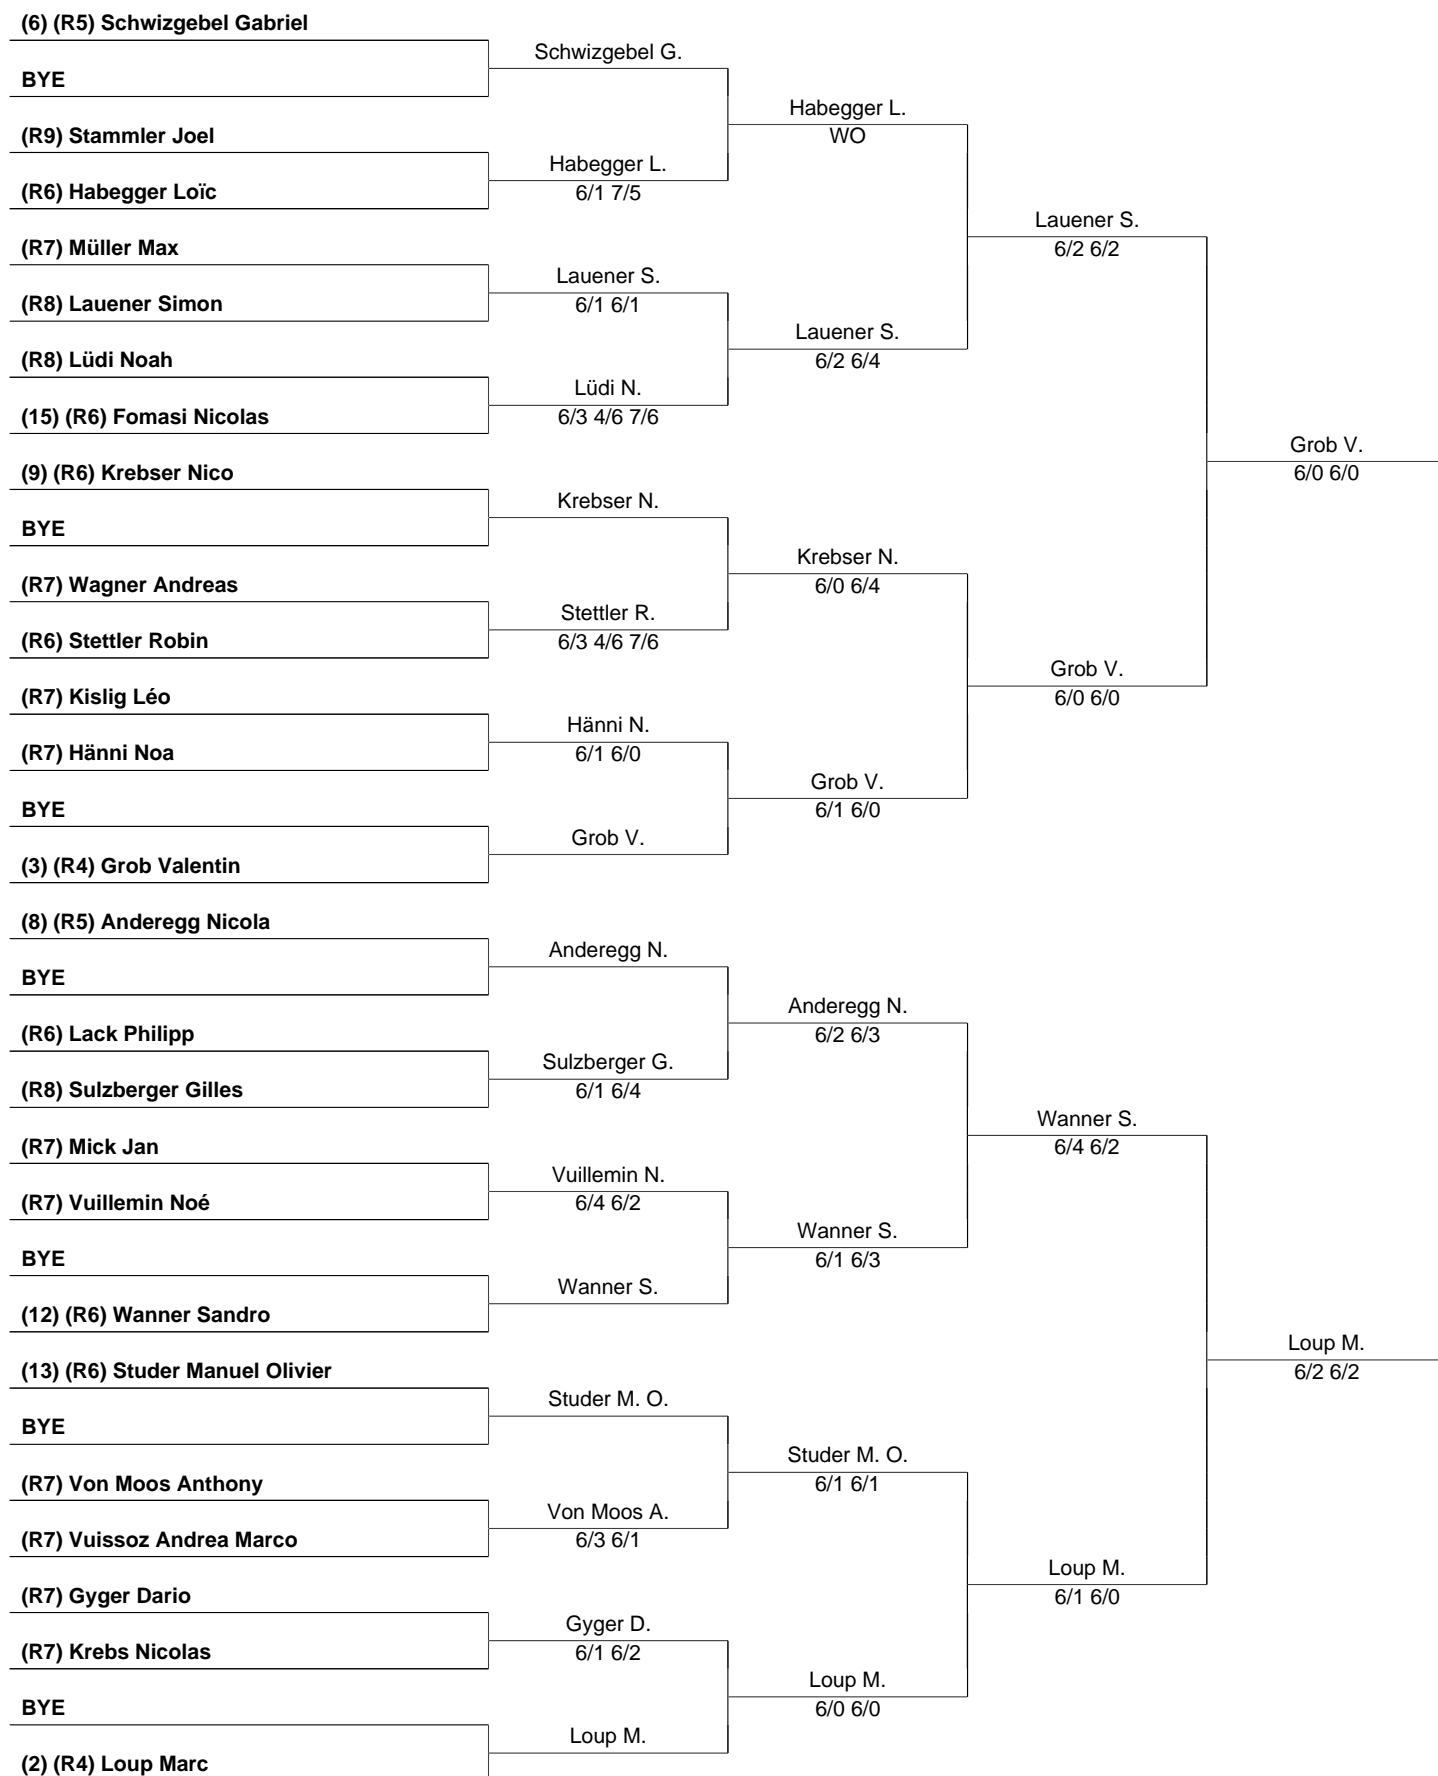 (6) (R5) Schwizgebel Gabriel
Schwizgebel G.
BYE
Habegger L.
WO
(R9) Stammler Joel
Habegger L.
6/1 7/5
(R6) Habegger Loïc
Lauener S.
6/2 6/2
(R7) Müller Max
Lauener S.
6/1 6/1
(R8) Lauener Simon
Lauener S.
6/2 6/4
(R8) Lüdi Noah
Lüdi N.
6/3 4/6 7/6
(15) (R6) Fomasi Nicolas
Grob V.
6/0 6/0
(9) (R6) Krebser Nico
Krebser N.
BYE
Krebser N.
6/0 6/4
(R7) Wagner Andreas
Stettler R.
6/3 4/6 7/6
(R6) Stettler Robin
Grob V.
6/0 6/0
(R7) Kislig Léo
Hänni N.
6/1 6/0
(R7) Hänni Noa
Grob V.
6/1 6/0
BYE
Grob V.
(3) (R4) Grob Valentin
(8) (R5) Anderegg Nicola
Anderegg N.
BYE
Anderegg N.
6/2 6/3
(R6) Lack Philipp
Sulzberger G.
6/1 6/4
(R8) Sulzberger Gilles
Wanner S.
6/4 6/2
(R7) Mick Jan
Vuillemin N.
6/4 6/2
(R7) Vuillemin Noé
Wanner S.
6/1 6/3
BYE
Wanner S.
(12) (R6) Wanner Sandro
Loup M.
6/2 6/2
(13) (R6) Studer Manuel Olivier
Studer M. O.
BYE
Studer M. O.
6/1 6/1
(R7) Von Moos Anthony
Von Moos A.
6/3 6/1
(R7) Vuissoz Andrea Marco
Loup M.
6/1 6/0
(R7) Gyger Dario
Gyger D.
6/1 6/2
(R7) Krebs Nicolas
Loup M.
6/0 6/0
BYE
Loup M.
(2) (R4) Loup Marc